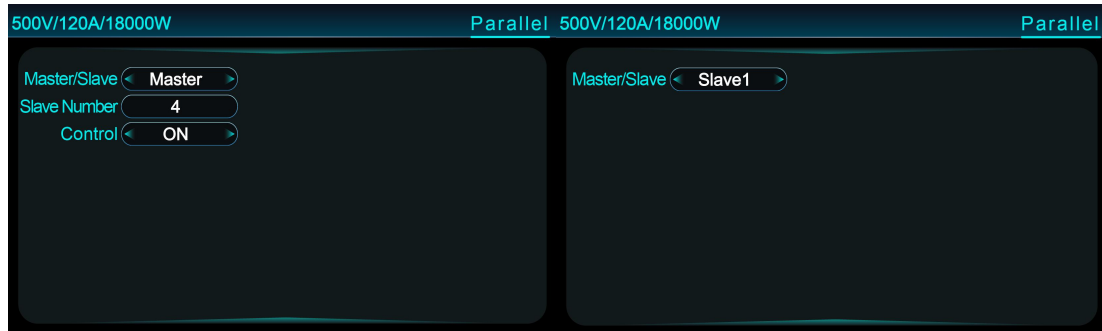 500V/120A/18000W Parallel
Master/Slave Master
Slave Number 4
Control ON
500V/120A/18000W Parallel
Master/Slave Slave1